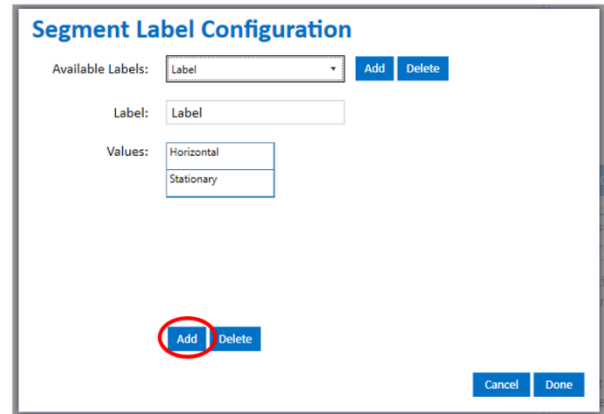 Segment Label Configuration
Available Labels: Label Add Delete
Label: Label
Values: Horizontal
Stationary
Add Delete
Cancel Done